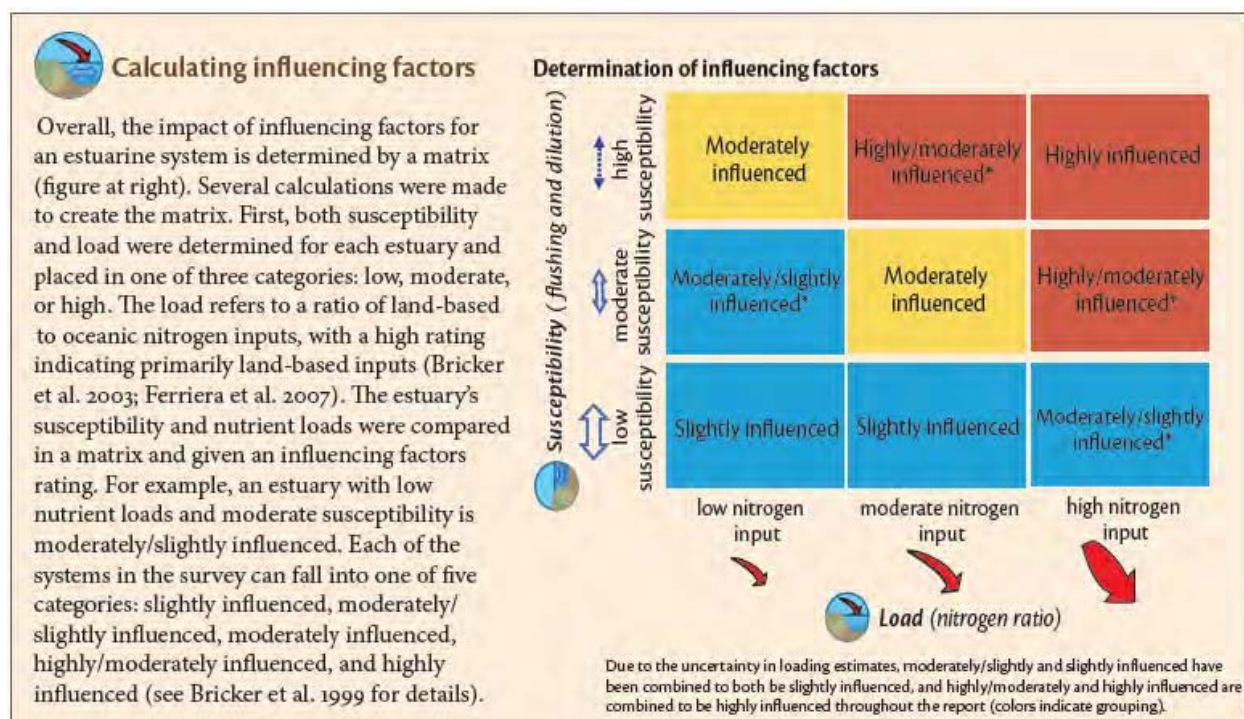 Calculating influencing factors
Overall, the impact of influencing factors for
an estuarine system is determined by a matrix
(figure at right). Several calculations were made
to create the matrix. First, both susceptibility
and load were determined for each estuary and
placed in one of three categories: low, moderate,
or high. The load refers to a ratio of land-based
to oceanic nitrogen inputs, with a high rating
indicating primarily land-based inputs (Bricker
et al. 2003; Ferriera et al. 2007). The estuary's
susceptibility and nutrient loads were compared
in a matrix and given an influencing factors
rating. For example, an estuary with low
nutrient loads and moderate susceptibility is
moderately/slightly influenced. Each of the
systems in the survey can fall into one of five
categories: slightly influenced, moderately/
slightly influenced, moderately influenced,
highly/moderately influenced, and highly
influenced (see Bricker et al. 1999 for details).
Determination of influencing factors
Susceptibility (flushing and dilution)
high
susceptibility
Moderately
influenced
Highly/moderately
influenced*
Highly influenced
moderate
susceptibility
Moderately/slightly
influenced*
Moderately
influenced
Highly/moderately
influenced*
low
susceptibility
Slightly influenced
Slightly influenced
Moderately/slightly
influenced*
low nitrogen
input
moderate nitrogen
input
high nitrogen
input
Load (nitrogen ratio)
Due to the uncertainty in loading estimates, moderately/slightly and slightly influenced have
been combined to both be slightly influenced, and highly/moderately and highly influenced are
combined to be highly influenced throughout the report (colors indicate grouping).